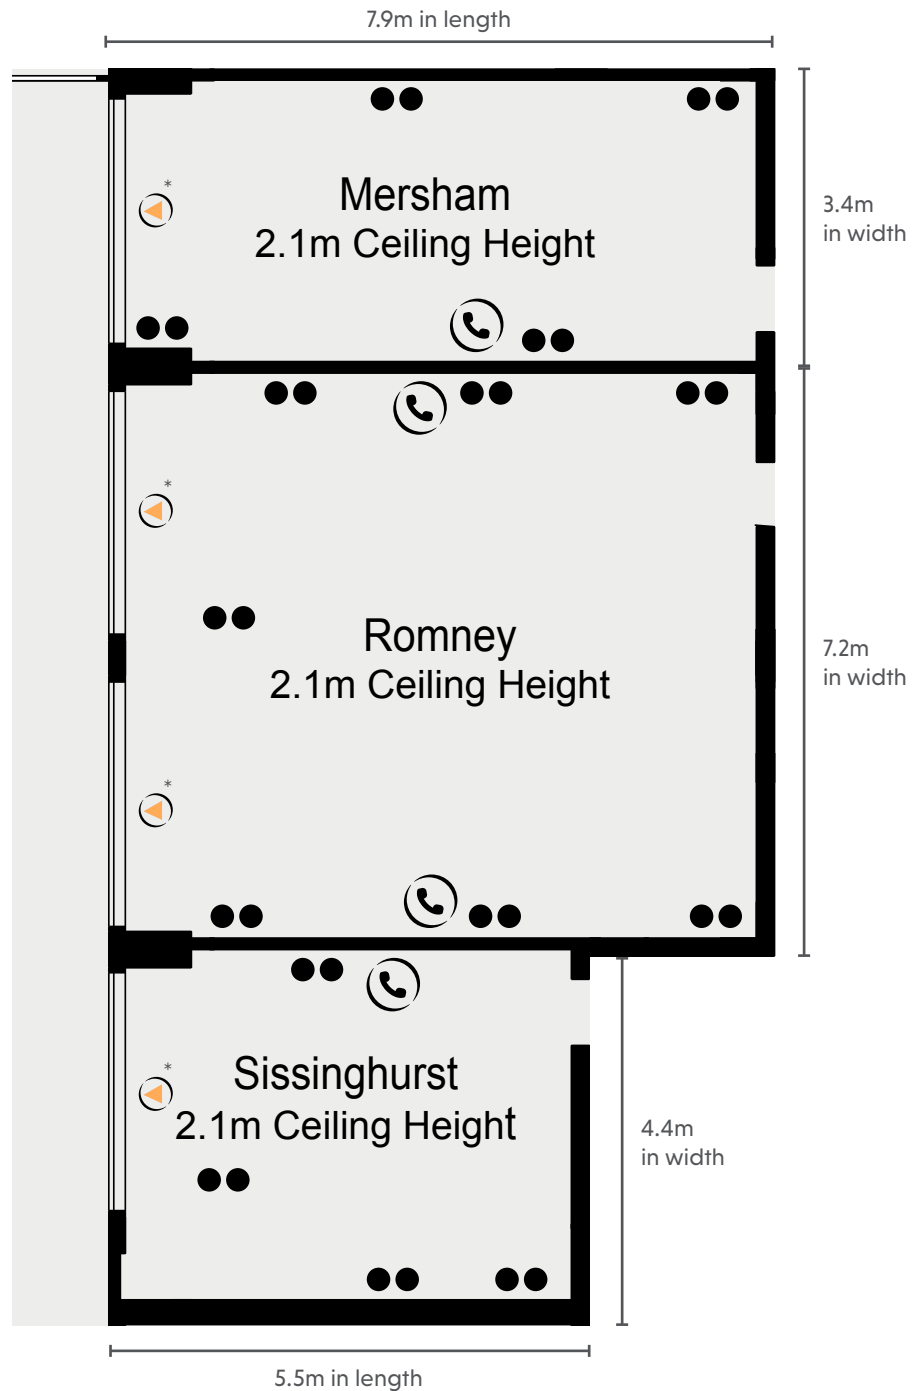 7.9m in length
*
Mersham
2.1m Ceiling Height
3.4m
in width
*
Romney
2.1m Ceiling Height
7.2m
in width
*
*
Sissinghurst
2.1m Ceiling Height
4.4m
in width
5.5m in length